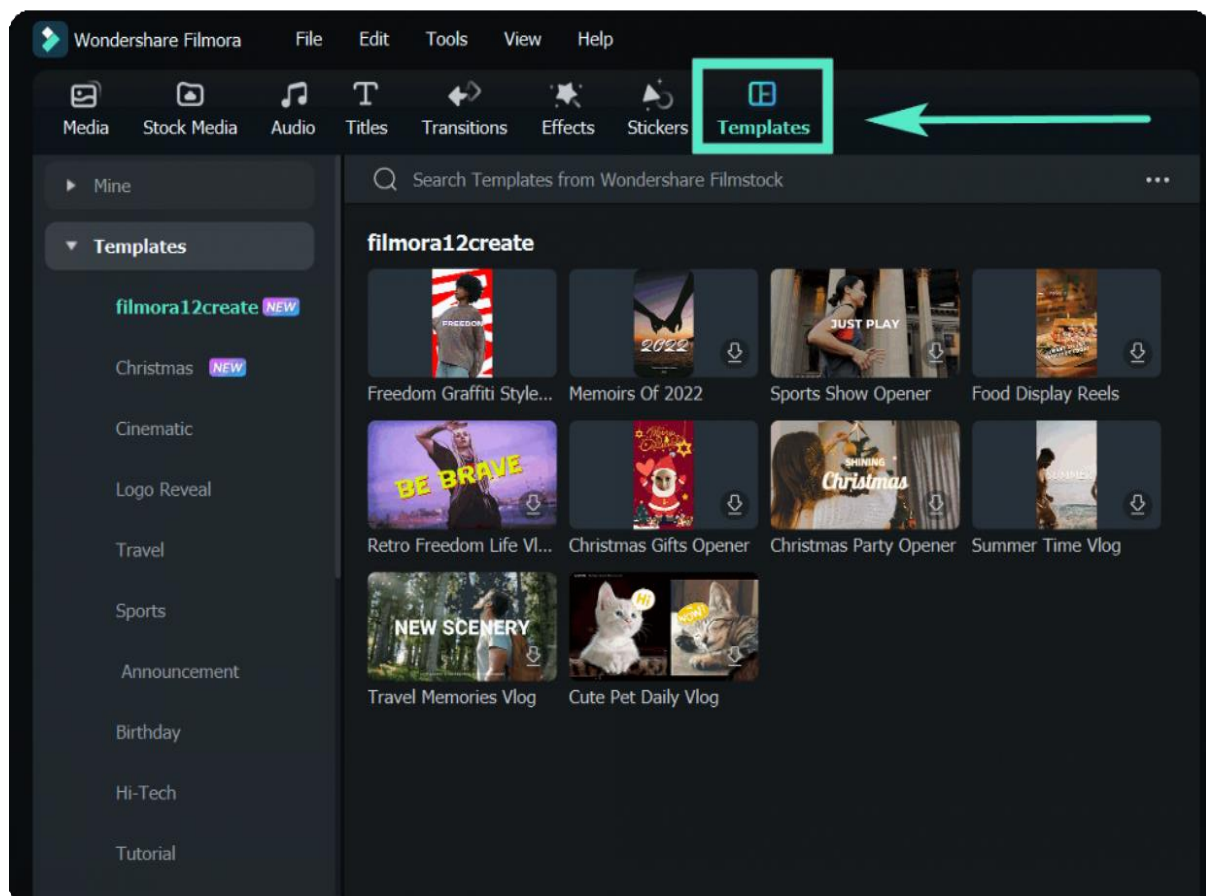 Wondershare Filmora File Edit Tools View Help
Media Stock Media Audio Titles Transitions Effects Stickers Templates
Mine
Search Templates from Wondershare Filmstock
Templates
filmora12create NEW
Christmas NEW
Cinematic
Logo Reveal
Travel
Sports
Announcement
Birthday
Hi-Tech
Tutorial
filmora12create
FREEDOM
2022
JUST PLAY
Freedom Graffiti Style... Memoirs Of 2022 Sports Show Opener Food Display Reels
BE BRAVE
SHINING
Christmas
SUMMER
Retro Freedom Life Vl... Christmas Gifts Opener Christmas Party Opener Summer Time Vlog
NEW SCENERY
Hi
NOW!
Travel Memories Vlog Cute Pet Daily Vlog